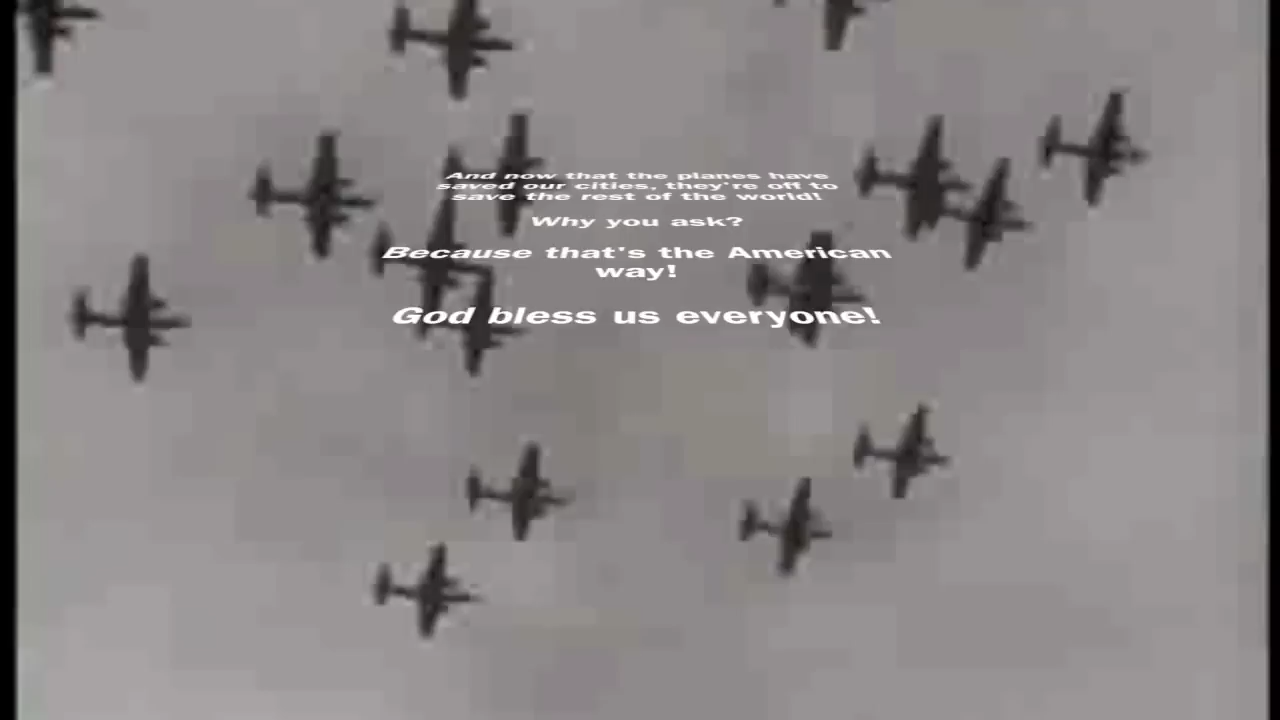 And now that the planes have
saved our cities, they're off to
save the rest of the world!
Why you ask?
Because that's the American
way!
God bless us everyone!